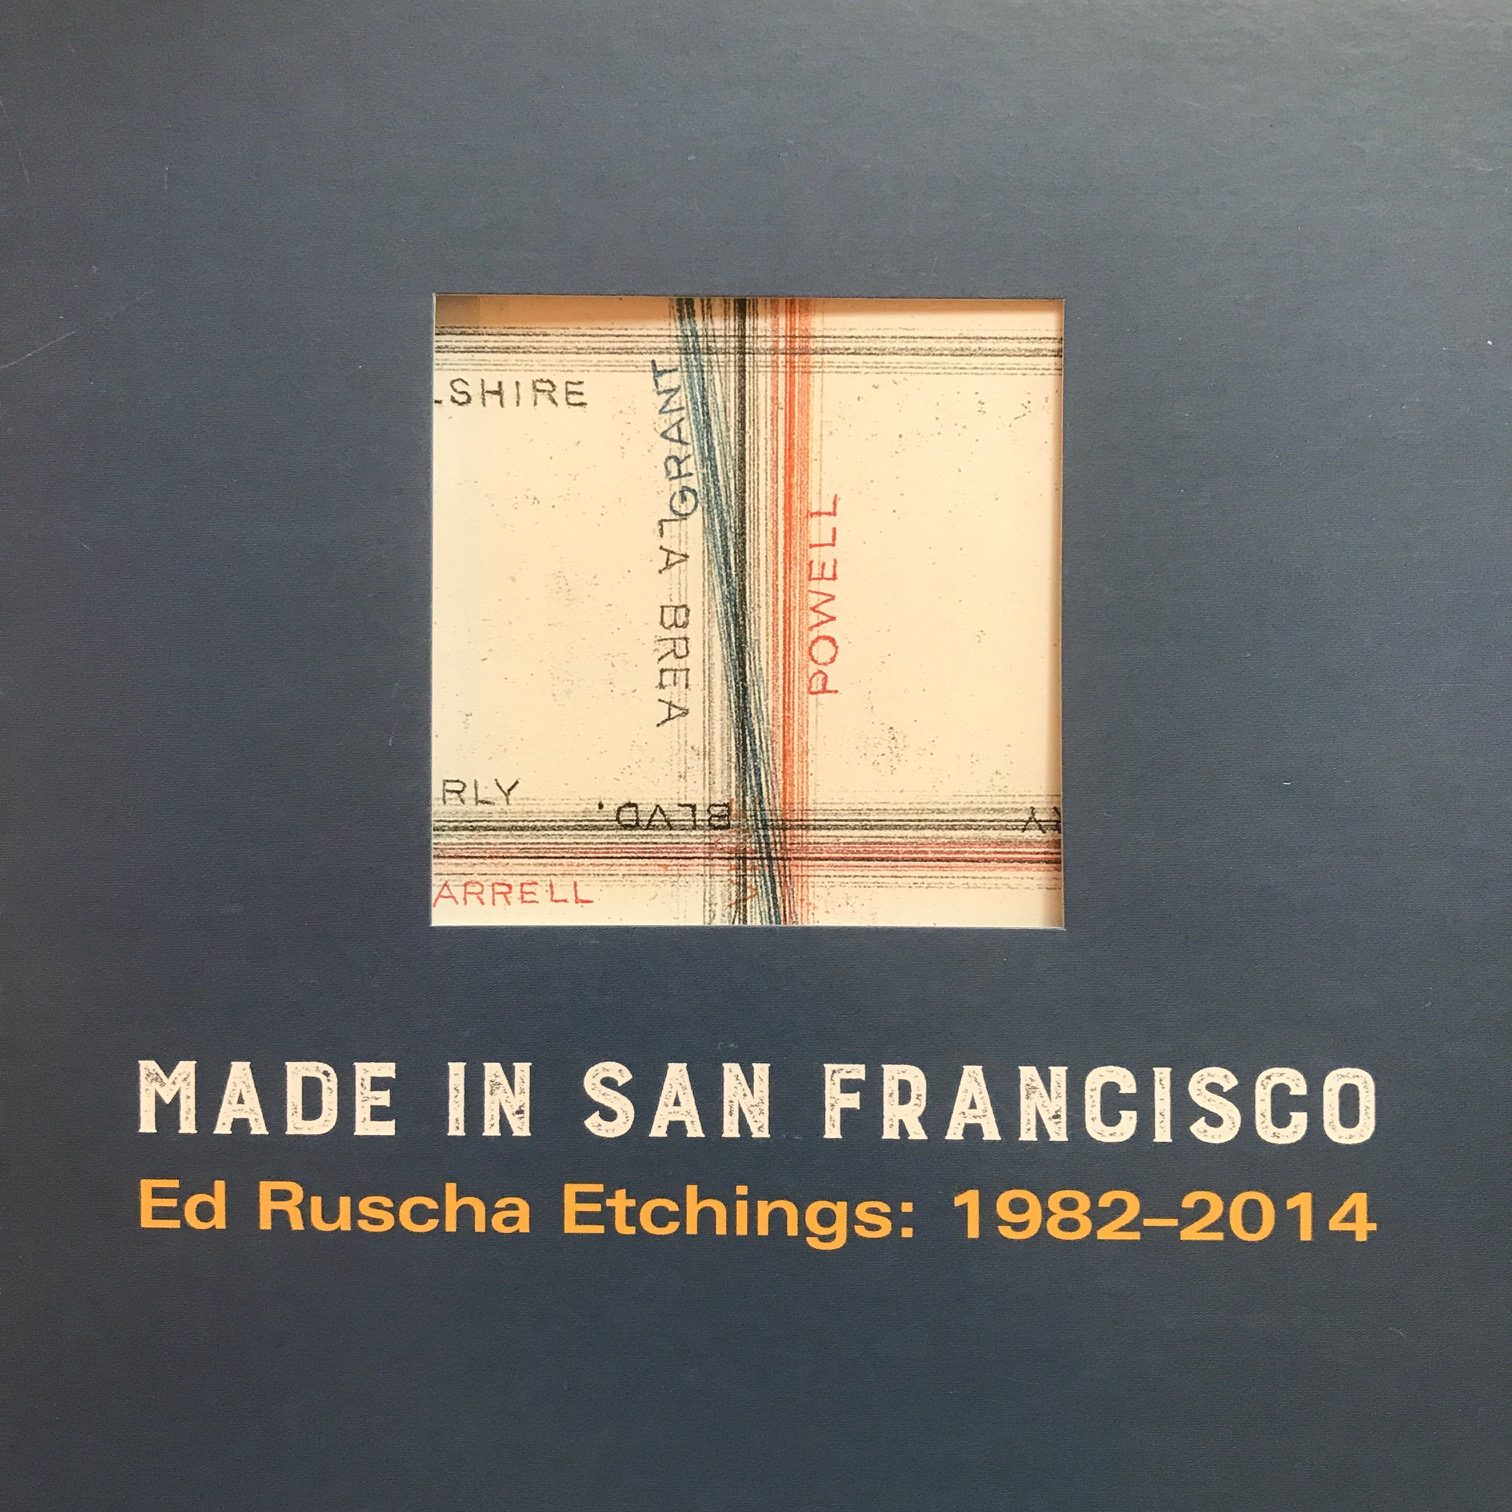 LSHIRE
GRANT
LA BREA
POWELL
RLY
BLVD.
ARRELL
MADE IN SAN FRANCISCO
Ed Ruscha Etchings: 1982–2014